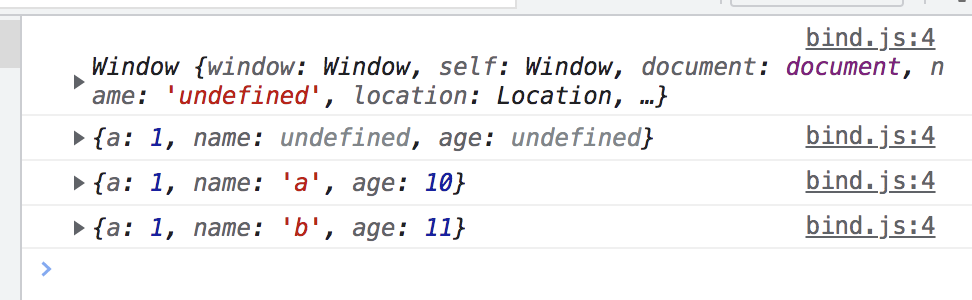 bind.js:4
Window {window: Window, self: Window, document: document, n
ame: 'undefined', location: Location, …}
{a: 1, name: undefined, age: undefined} bind.js:4
{a: 1, name: 'a', age: 10} bind.js:4
{a: 1, name: 'b', age: 11} bind.js:4